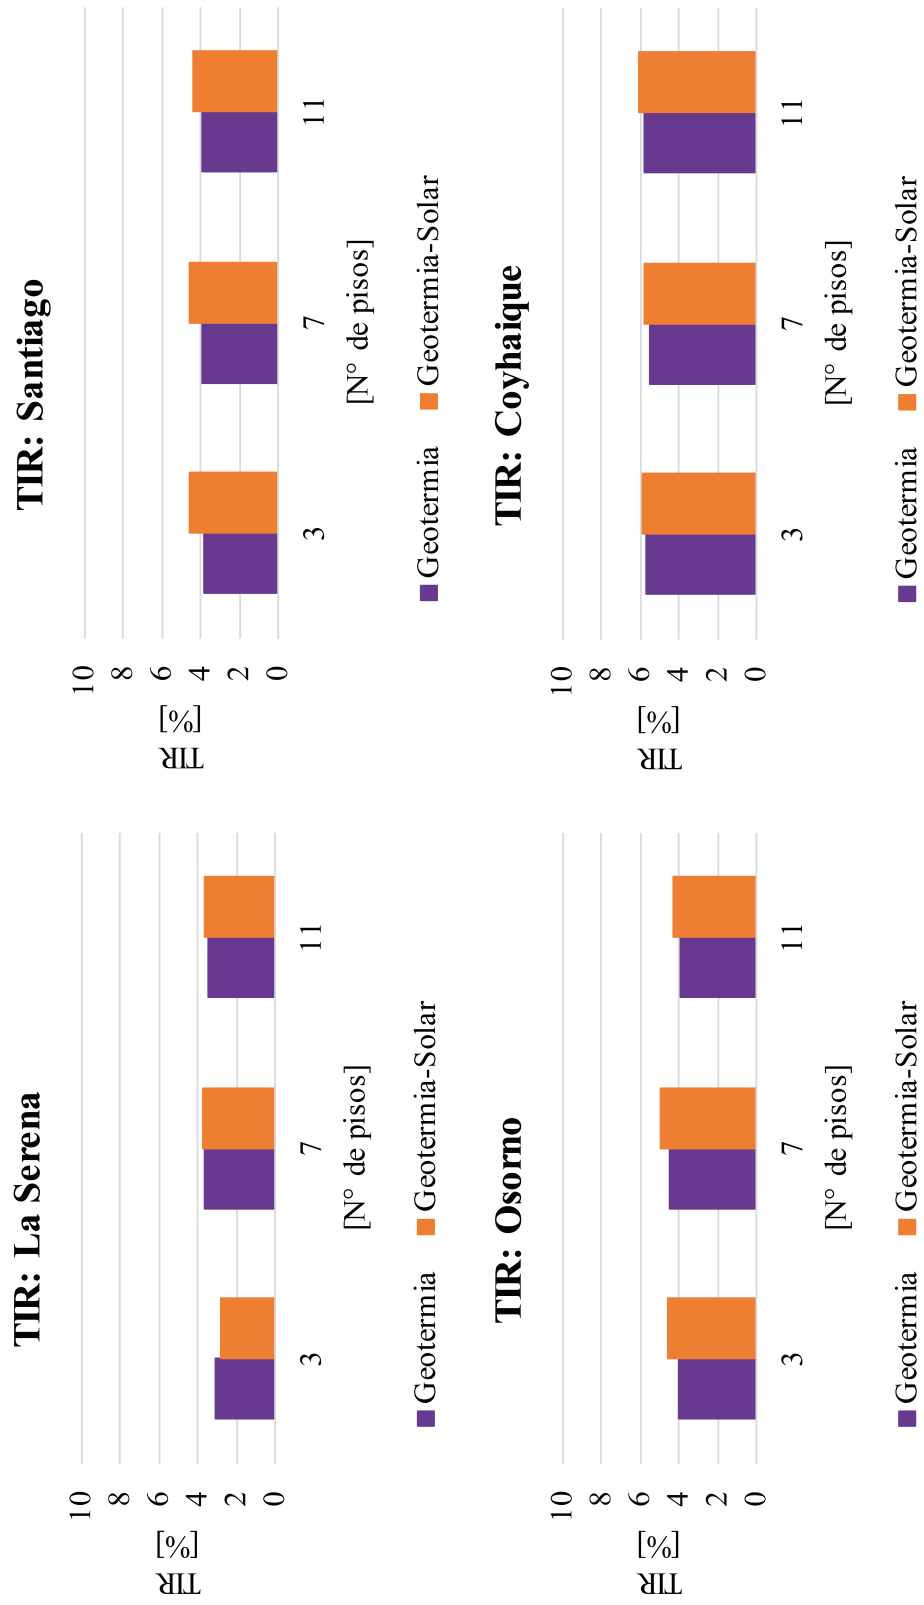 TIR: La Serena
TIR
[%]
10
8
6
4
2
0
3
7
11
[N° de pisos]
Geotermia
Geotermia-Solar
TIR: Santiago
TIR
[%]
10
8
6
4
2
0
3
7
11
[N° de pisos]
Geotermia
Geotermia-Solar
TIR: Osorno
TIR
[%]
10
8
6
4
2
0
3
7
11
[N° de pisos]
Geotermia
Geotermia-Solar
TIR: Coyhaique
TIR
[%]
10
8
6
4
2
0
3
7
11
[N° de pisos]
Geotermia
Geotermia-Solar